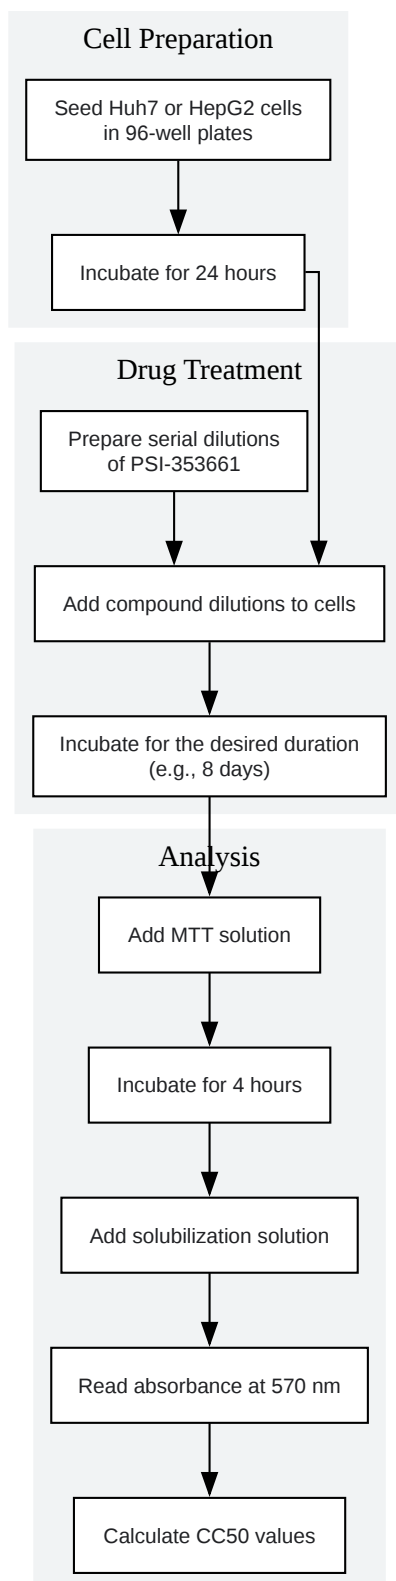 Cell Preparation
Seed Huh7 or HepG2 cells
in 96-well plates
Incubate for 24 hours
Drug Treatment
Prepare serial dilutions
of PSI-353661
Add compound dilutions to cells
Incubate for the desired duration
(e.g., 8 days)
Analysis
Add MTT solution
Incubate for 4 hours
Add solubilization solution
Read absorbance at 570 nm
Calculate CC50 values